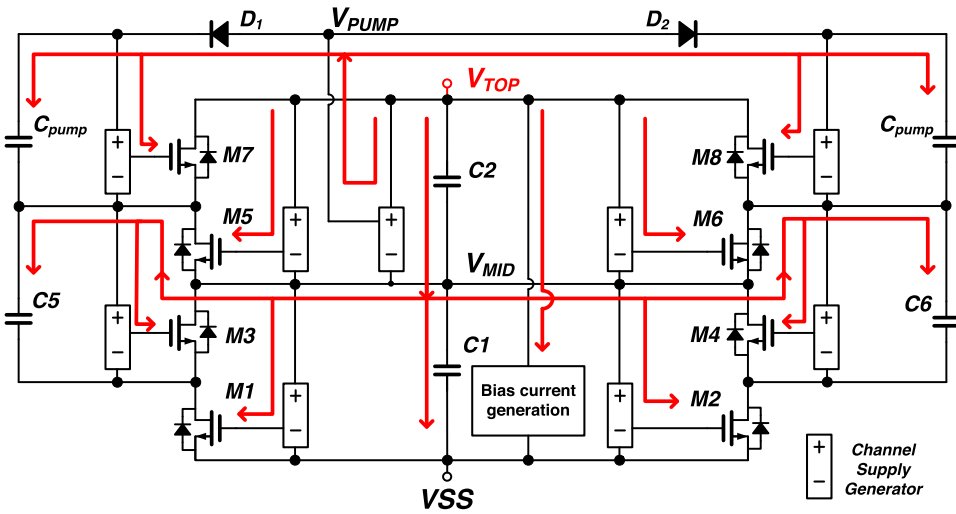 D1
VPUMP
D2
VTOP
Cpump
Cpump
+
−
M7
M8
+
−
C2
M5
M6
+
−
+
−
+
−
VMID
C5
C6
+
−
M3
M4
+
−
C1
M1
M2
+
−
Bias current
generation
+
−
+
−
Channel
Supply
Generator
VSS